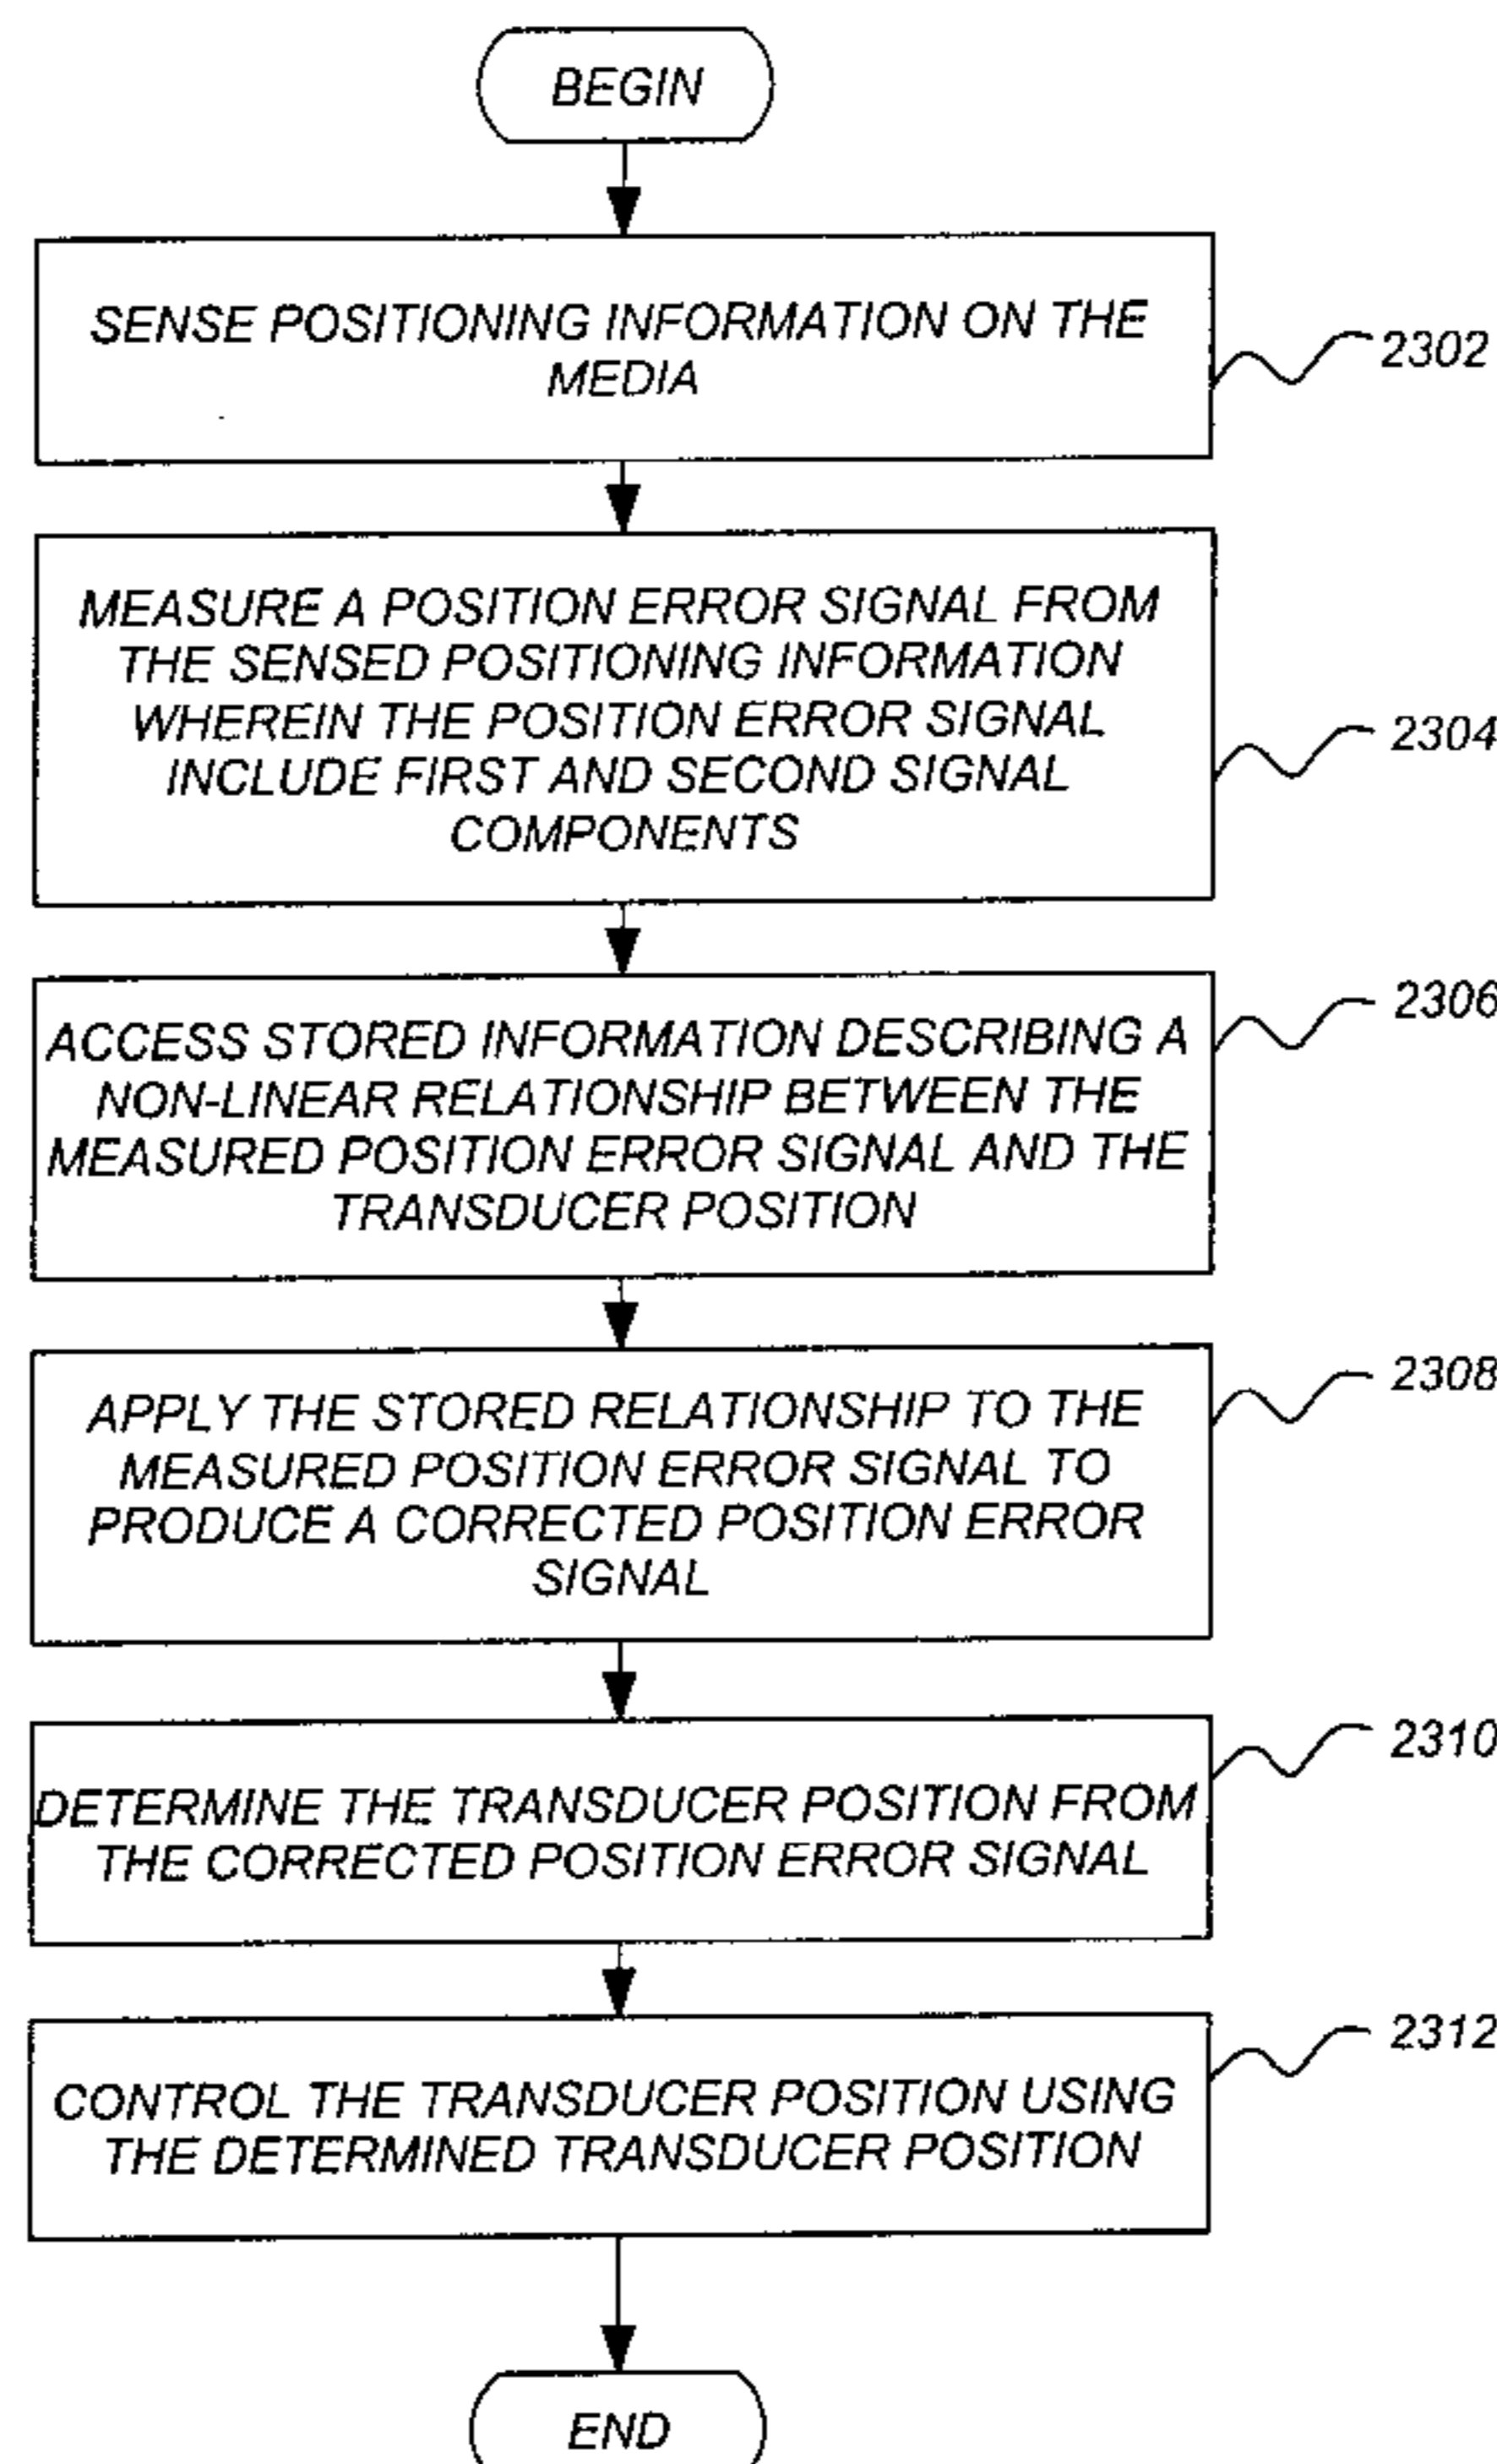 BEGIN
SENSE POSITIONING INFORMATION ON THE
MEDIA
2302
MEASURE A POSITION ERROR SIGNAL FROM
THE SENSED POSITIONING INFORMATION
WHEREIN THE POSITION ERROR SIGNAL
INCLUDE FIRST AND SECOND SIGNAL
COMPONENTS
2304
ACCESS STORED INFORMATION DESCRIBING A
NON-LINEAR RELATIONSHIP BETWEEN THE
MEASURED POSITION ERROR SIGNAL AND THE
TRANSDUCER POSITION
2306
APPLY THE STORED RELATIONSHIP TO THE
MEASURED POSITION ERROR SIGNAL TO
PRODUCE A CORRECTED POSITION ERROR
SIGNAL
2308
DETERMINE THE TRANSDUCER POSITION FROM
THE CORRECTED POSITION ERROR SIGNAL
2310
CONTROL THE TRANSDUCER POSITION USING
THE DETERMINED TRANSDUCER POSITION
2312
END